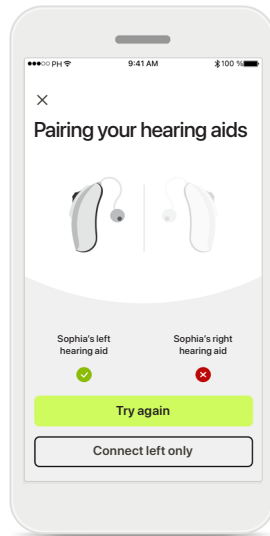 PH 9:41 AM 100 %
Pairing your hearing aids
Sophia's left
hearing aid
Sophia's right
hearing aid
Try again
Connect left only